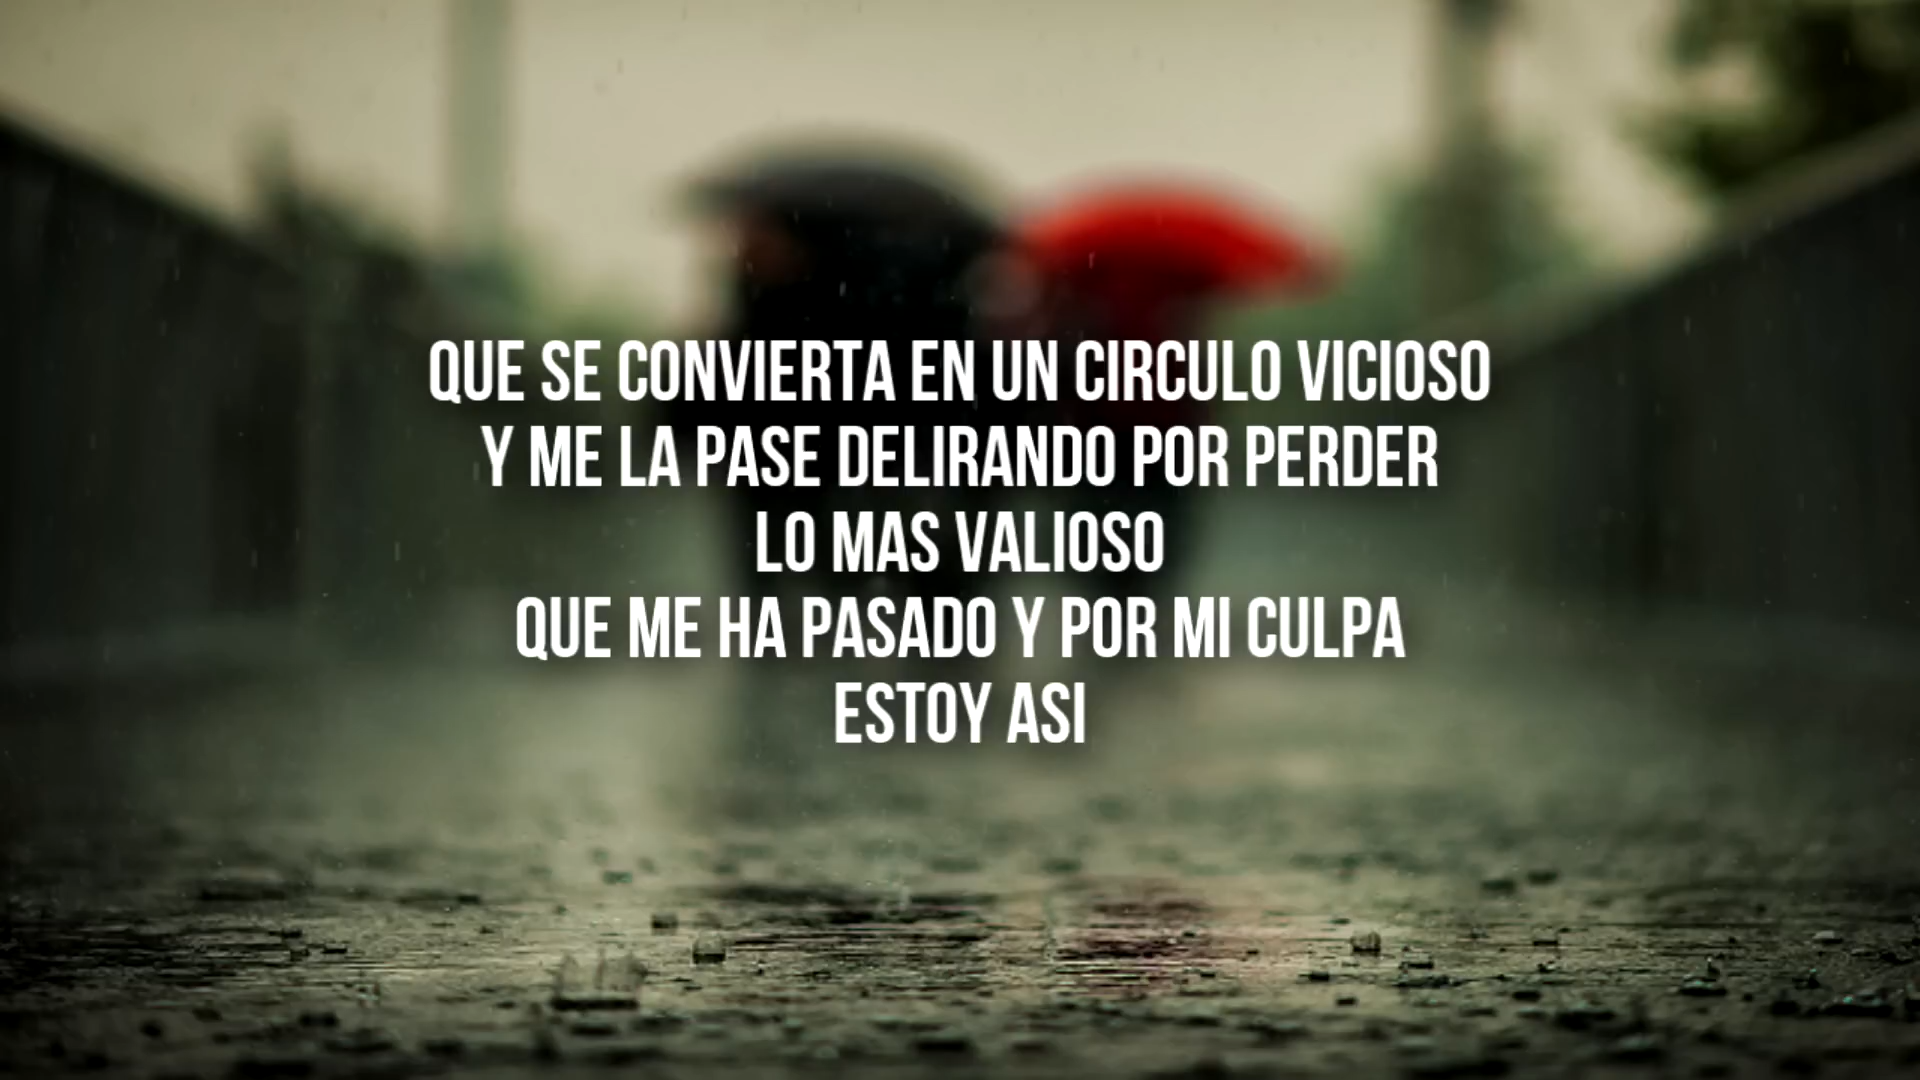 QUE SE CONVIERTA EN UN CIRCULO VICIOSO
Y ME LA PASE DELIRANDO POR PERDER
LO MAS VALIOSO
QUE ME HA PASADO Y POR MI CULPA
ESTOY ASI